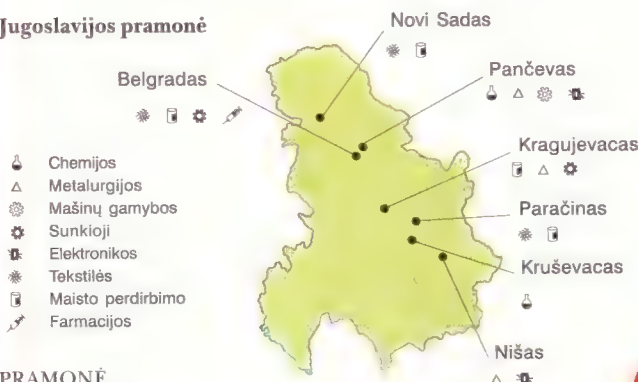 Jugoslavijos pramonė
Novi Sadas
Belgradas
Pančevas
Kragujevacas
Paračinas
Kruševacas
Nišas
Chemijos
Metalurgijos
Mašinų gamybos
Sunkioji
Elektronikos
Tekstilės
Maisto perdirbimo
Farmacijos
PRAMONĖ